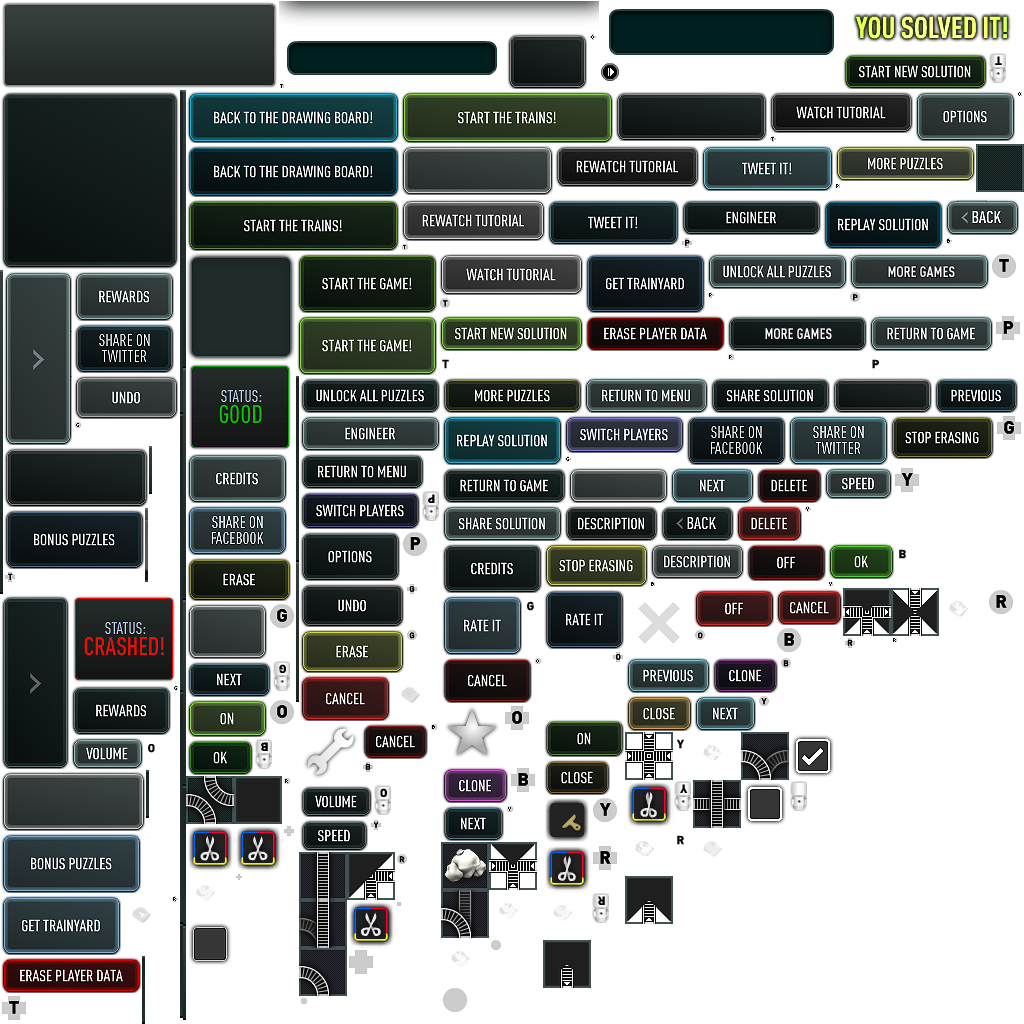 YOU SOLVED IT!
START NEW SOLUTION
T
BACK TO THE DRAWING BOARD!
START THE TRAINS!
WATCH TUTORIAL
OPTIONS
BACK TO THE DRAWING BOARD!
REWATCH TUTORIAL
TWEET IT!
MORE PUZZLES
START THE TRAINS!
REWATCH TUTORIAL
TWEET IT!
ENGINEER
REPLAY SOLUTION
< BACK
START THE GAME!
WATCH TUTORIAL
GET TRAINYARD
UNLOCK ALL PUZZLES
MORE GAMES
T
REWARDS
START THE GAME!
START NEW SOLUTION
ERASE PLAYER DATA
MORE GAMES
RETURN TO GAME
P
SHARE ON
TWITTER
T
P
UNDO
STATUS:
GOOD
UNLOCK ALL PUZZLES
MORE PUZZLES
RETURN TO MENU
SHARE SOLUTION
PREVIOUS
ENGINEER
REPLAY SOLUTION
SWITCH PLAYERS
SHARE ON
FACEBOOK
SHARE ON
TWITTER
STOP ERASING
G
CREDITS
RETURN TO MENU
RETURN TO GAME
NEXT
DELETE
SPEED
Y
SHARE ON
FACEBOOK
SWITCH PLAYERS
P
SHARE SOLUTION
DESCRIPTION
< BACK
DELETE
BONUS PUZZLES
OPTIONS
P
CREDITS
STOP ERASING
DESCRIPTION
OFF
OK
B
ERASE
UNDO
G
RATE IT
G
RATE IT
OFF
CANCEL
R
STATUS:
CRASHED!
ERASE
B
NEXT
G
CANCEL
CANCEL
PREVIOUS
CLONE
REWARDS
ON
O
O
CLOSE
NEXT
VOLUME
O
OK
B
CANCEL
ON
Y
CLONE
B
CLOSE
VOLUME
O
NEXT
Y
Y
SPEED
BONUS PUZZLES
R
R
GET TRAINYARD
R
ERASE PLAYER DATA
T